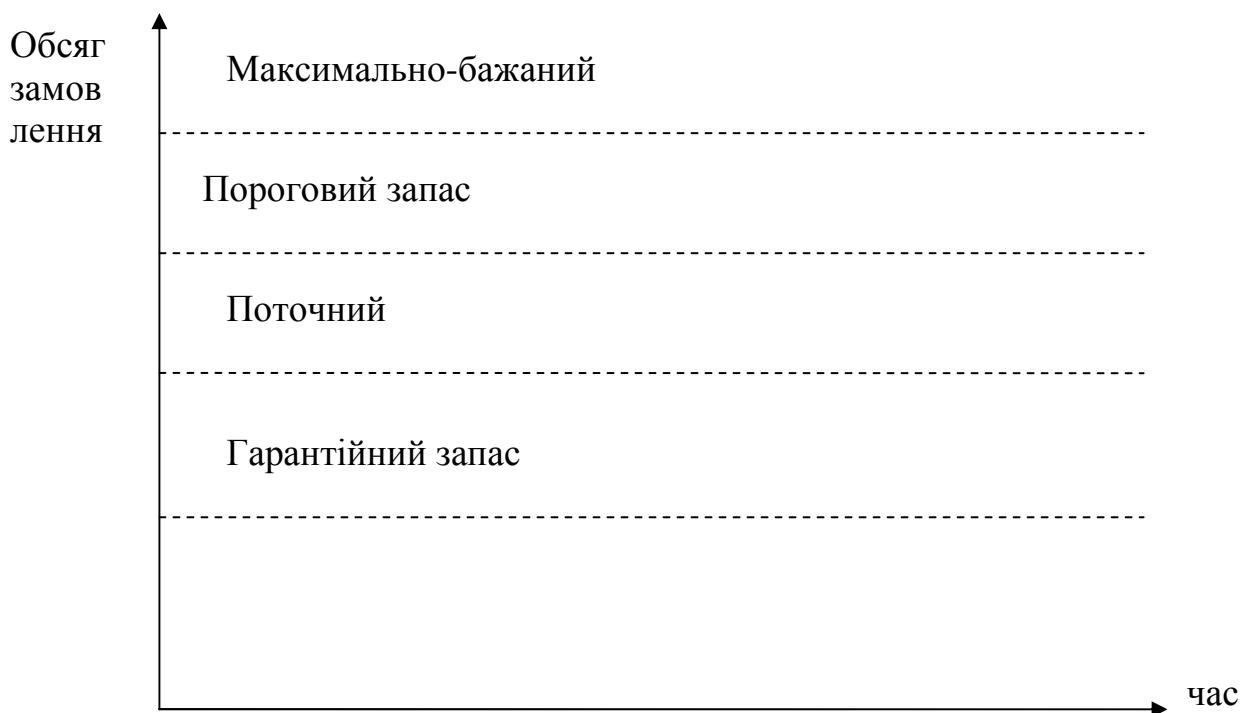 Обсяг
замов
лення
Максимально-бажаний
Пороговий запас
Поточний
Гарантійний запас
час